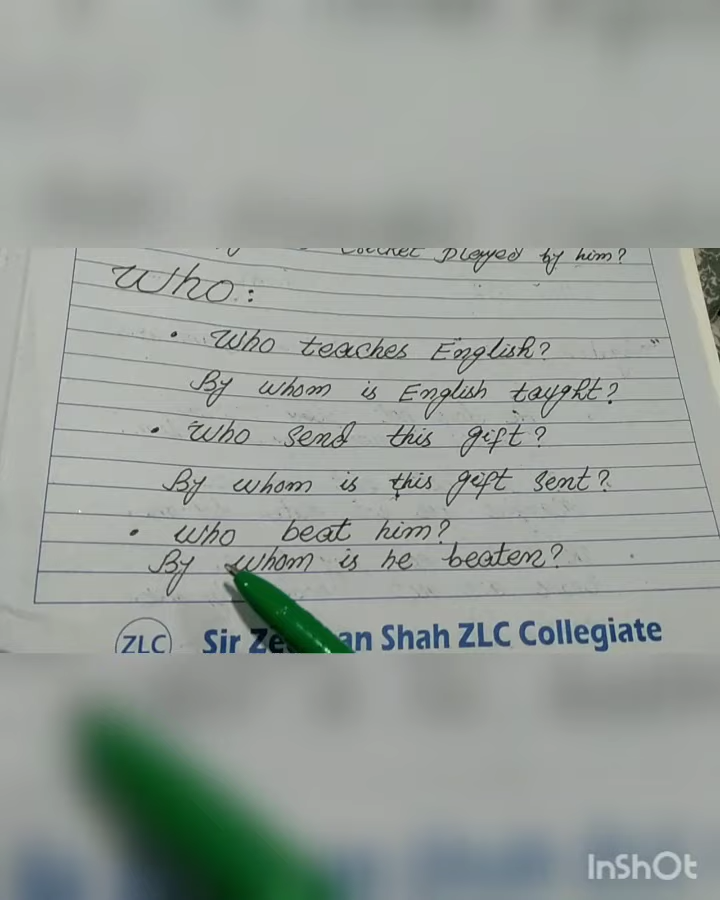 Cricket played by him?
Who:
• Who teaches English?
By whom is English taught?
• Who send this gift?
By whom is this gift sent?
• Who beat him?
By whom is he beaten?
ZLC Sir Ze an Shah ZLC Collegiate
InShOt